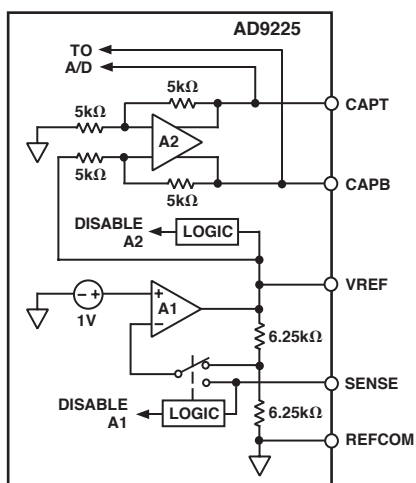 AD9225
TO
A/D
5kΩ
CAPT
5kΩ
A2
5kΩ
5kΩ
CAPB
DISABLE
A2
LOGIC
VREF
- +
+
A1
1V
−
6.25kΩ
SENSE
DISABLE
A1
LOGIC
6.25kΩ
REFCOM